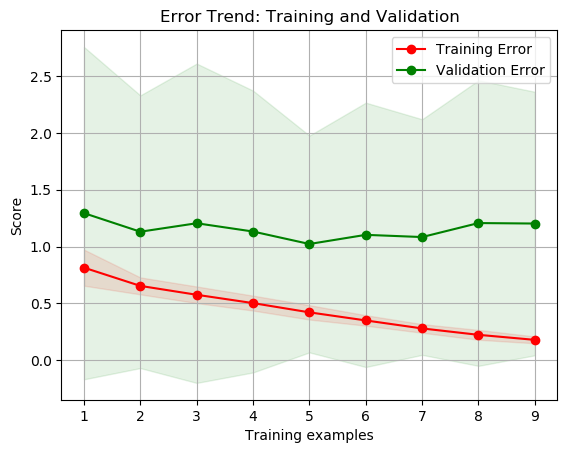 Error Trend: Training and Validation
Training Error
Validation Error
Score
2.5
2.0
1.5
1.0
0.5
0.0
1 2 3 4 5 6 7 8 9
Training examples